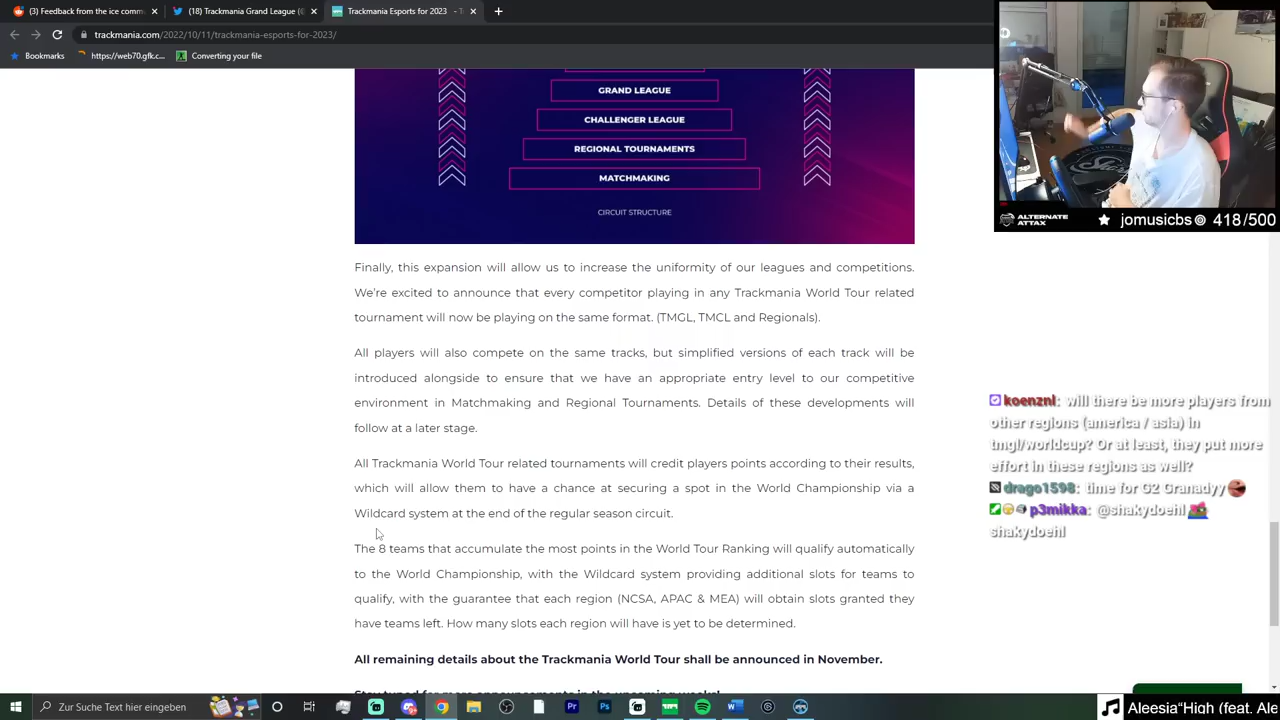 (3) Feedback from the ice comm
(18) Trackmania Grand League (
Trackmania Esports for 2023 -
trackmania.com/2022/10/11/trackmania-esports-for-2023/
Bookmarks
https://web70.gfkc...
Converting your file
GRAND LEAGUE
CHALLENGER LEAGUE
REGIONAL TOURNAMENTS
MATCHMAKING
CIRCUIT STRUCTURE
ALTERNATE
ATTAX
jomusicbs
418/500
Finally, this expansion will allow us to increase the uniformity of our leagues and competitions.
We're excited to announce that every competitor playing in any Trackmania World Tour related
tournament will now be playing on the same format. (TMGL, TMCL and Regionals).
All players will also compete on the same tracks, but simplified versions of each track will be
introduced alongside to ensure that we have an appropriate entry level to our competitive
environment in Matchmaking and Regional Tournaments. Details of these developments will
follow at a later stage.
All Trackmania World Tour related tournaments will credit players points according to their results,
which will allow them to have a chance at securing a spot in the World Championship via a
Wildcard system at the end of the regular season circuit.
The 8 teams that accumulate the most points in the World Tour Ranking will qualify automatically
to the World Championship, with the Wildcard system providing additional slots for teams to
qualify, with the guarantee that each region (NCSA, APAC & MEA) will obtain slots granted they
have teams left. How many slots each region will have is yet to be determined.
All remaining details about the Trackmania World Tour shall be announced in November.
koenznl: will there be more players from
other regions (america / asia) in
tmgl/worldcup? Or at least, they put more
effort in these regions as well?
drago1598: time for G2 Granadyy
p3mikka: @shakydoehl
shakydoehl
Zur Suche Text hier eingeben
Aleesia“High (feat. Ale